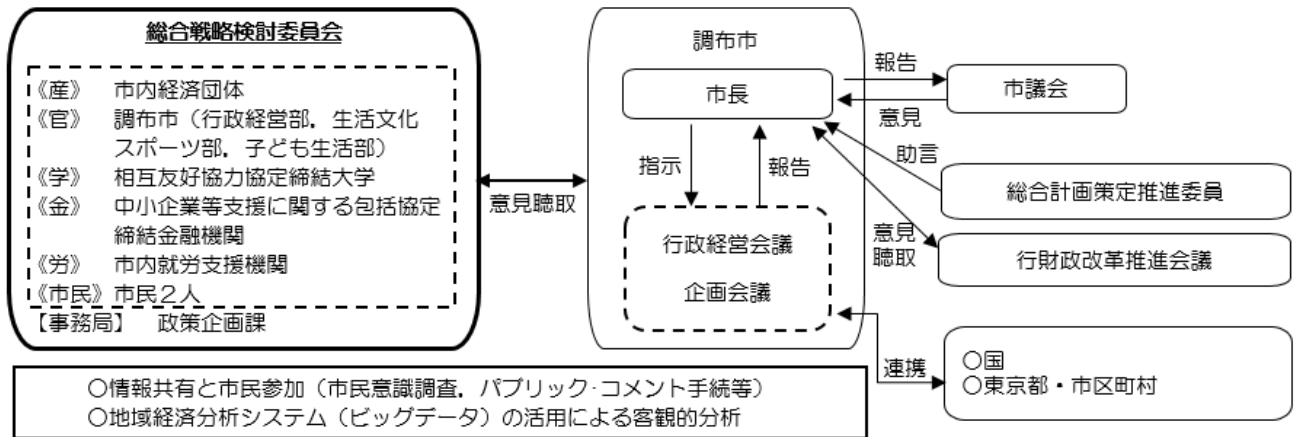 総合戦略検討委員会
《産》 市内経済団体
《官》 調布市（行政経営部，生活文化
スポーツ部，子ども生活部）
《学》 相互友好協力協定締結大学
《金》 中小企業等支援に関する包括協定
締結金融機関
《労》 市内就労支援機関
《市民》市民２人
【事務局】 政策企画課
意見聴取
調布市
市長
指示
報告
行政経営会議
企画会議
報告
意見
市議会
助言
総合計画策定推進委員
意見
聴取
行財政改革推進会議
連携
○国
○東京都・市区町村
○情報共有と市民参加（市民意識調査，パブリック・コメント手続等）
○地域経済分析システム（ビッグデータ）の活用による客観的分析